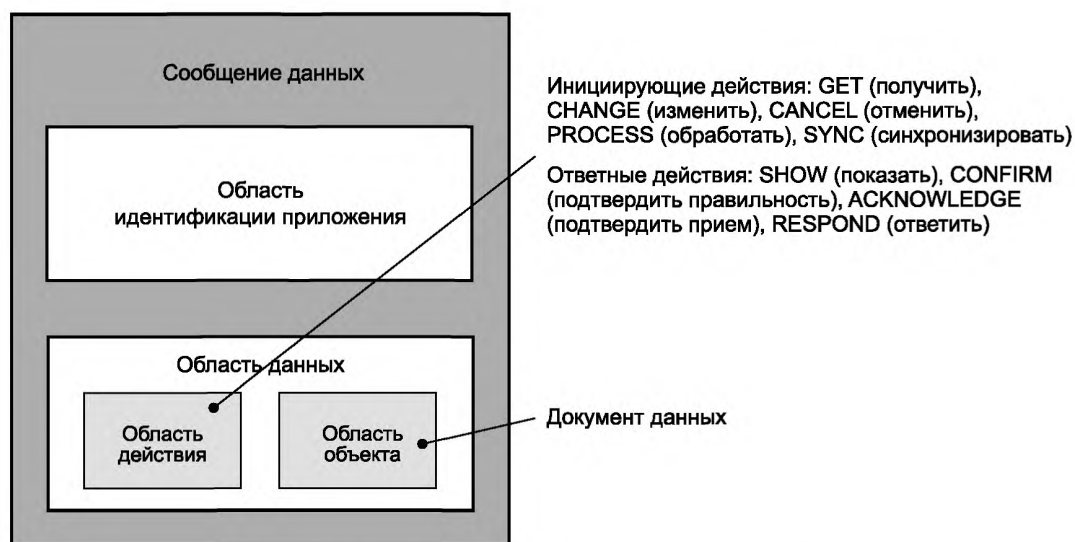 Сообщение данных
Область
идентификации приложения
Область данных
Область
действия
Область
объекта
Инициирующие действия: GET (получить),
CHANGE (изменить), CANCEL (отменить),
PROCESS (обработать), SYNC (синхронизировать)
Ответные действия: SHOW (показать), CONFIRM
(подтвердить правильность), ACKNOWLEDGE
(подтвердить прием), RESPOND (ответить)
Документ данных